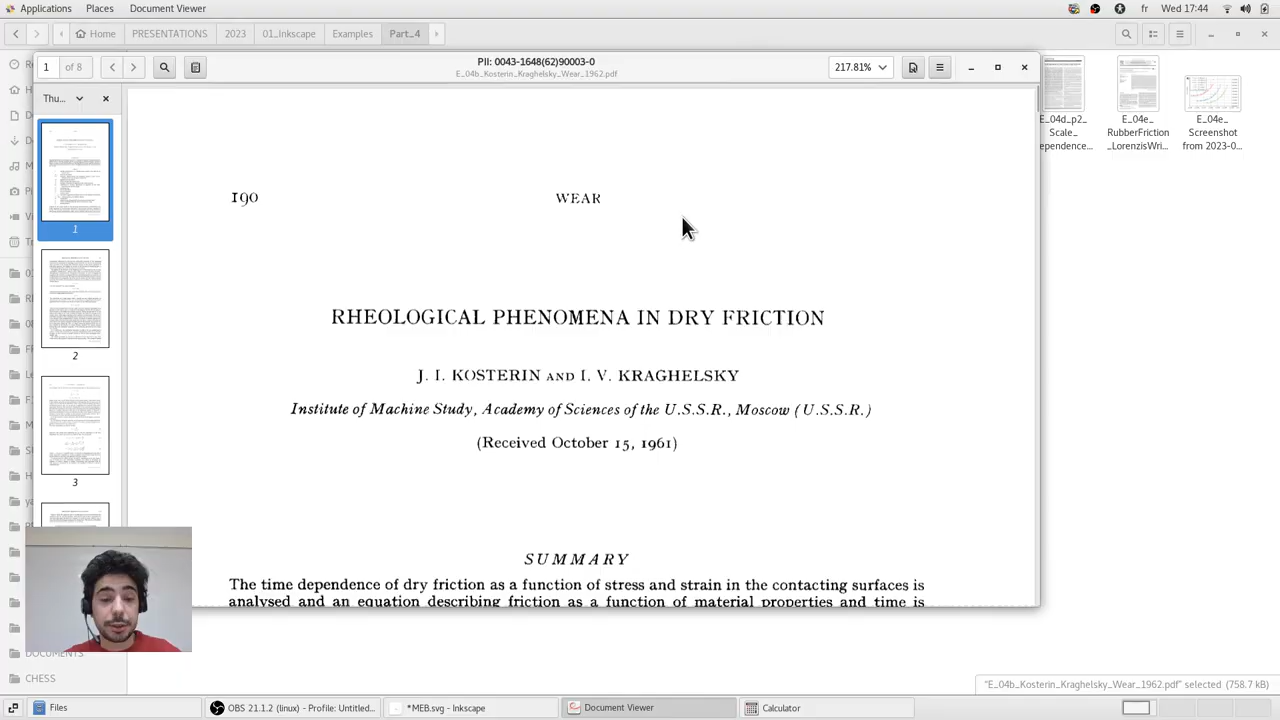 Applications Places Document Viewer fr Wed 17:44
Home PRESENTATIONS 2023 01_Inkscape Examples Part_4
1 of 8 PII: 0043-1648(62)90003-0 217.81%
E_04b_Kosterin_Kraghelsky_Wear_1962.pdf
Thu...
1
2
3
190 WEAR
RHEOLOGICAL PHENOMENA IN DRY FRICTION
J. I. KOSTERIN AND I. V. KRAGHELSKY
Institute of Machine Study, Academy of Sciences of the U.S.S.R., Moscow (U.S.S.R.)
(Received October 15, 1961)
SUMMARY
The time dependence of dry friction as a function of stress and strain in the contacting surfaces is
analysed and an equation describing friction as a function of material properties and time is
E_04d_p2_
Scale_
ependence...
E_04e_
RubberFriction
_LorenzisWri...
E_04e_
Screenshot
from 2023-0...
DOCUMENTS
CHESS
"E_04b_Kosterin_Kraghelsky_Wear_1962.pdf" selected (758.7 kB)
Files OBS 21.1.2 (linux) - Profile: Untitled... *MEB.svg - Inkscape Document Viewer Calculator